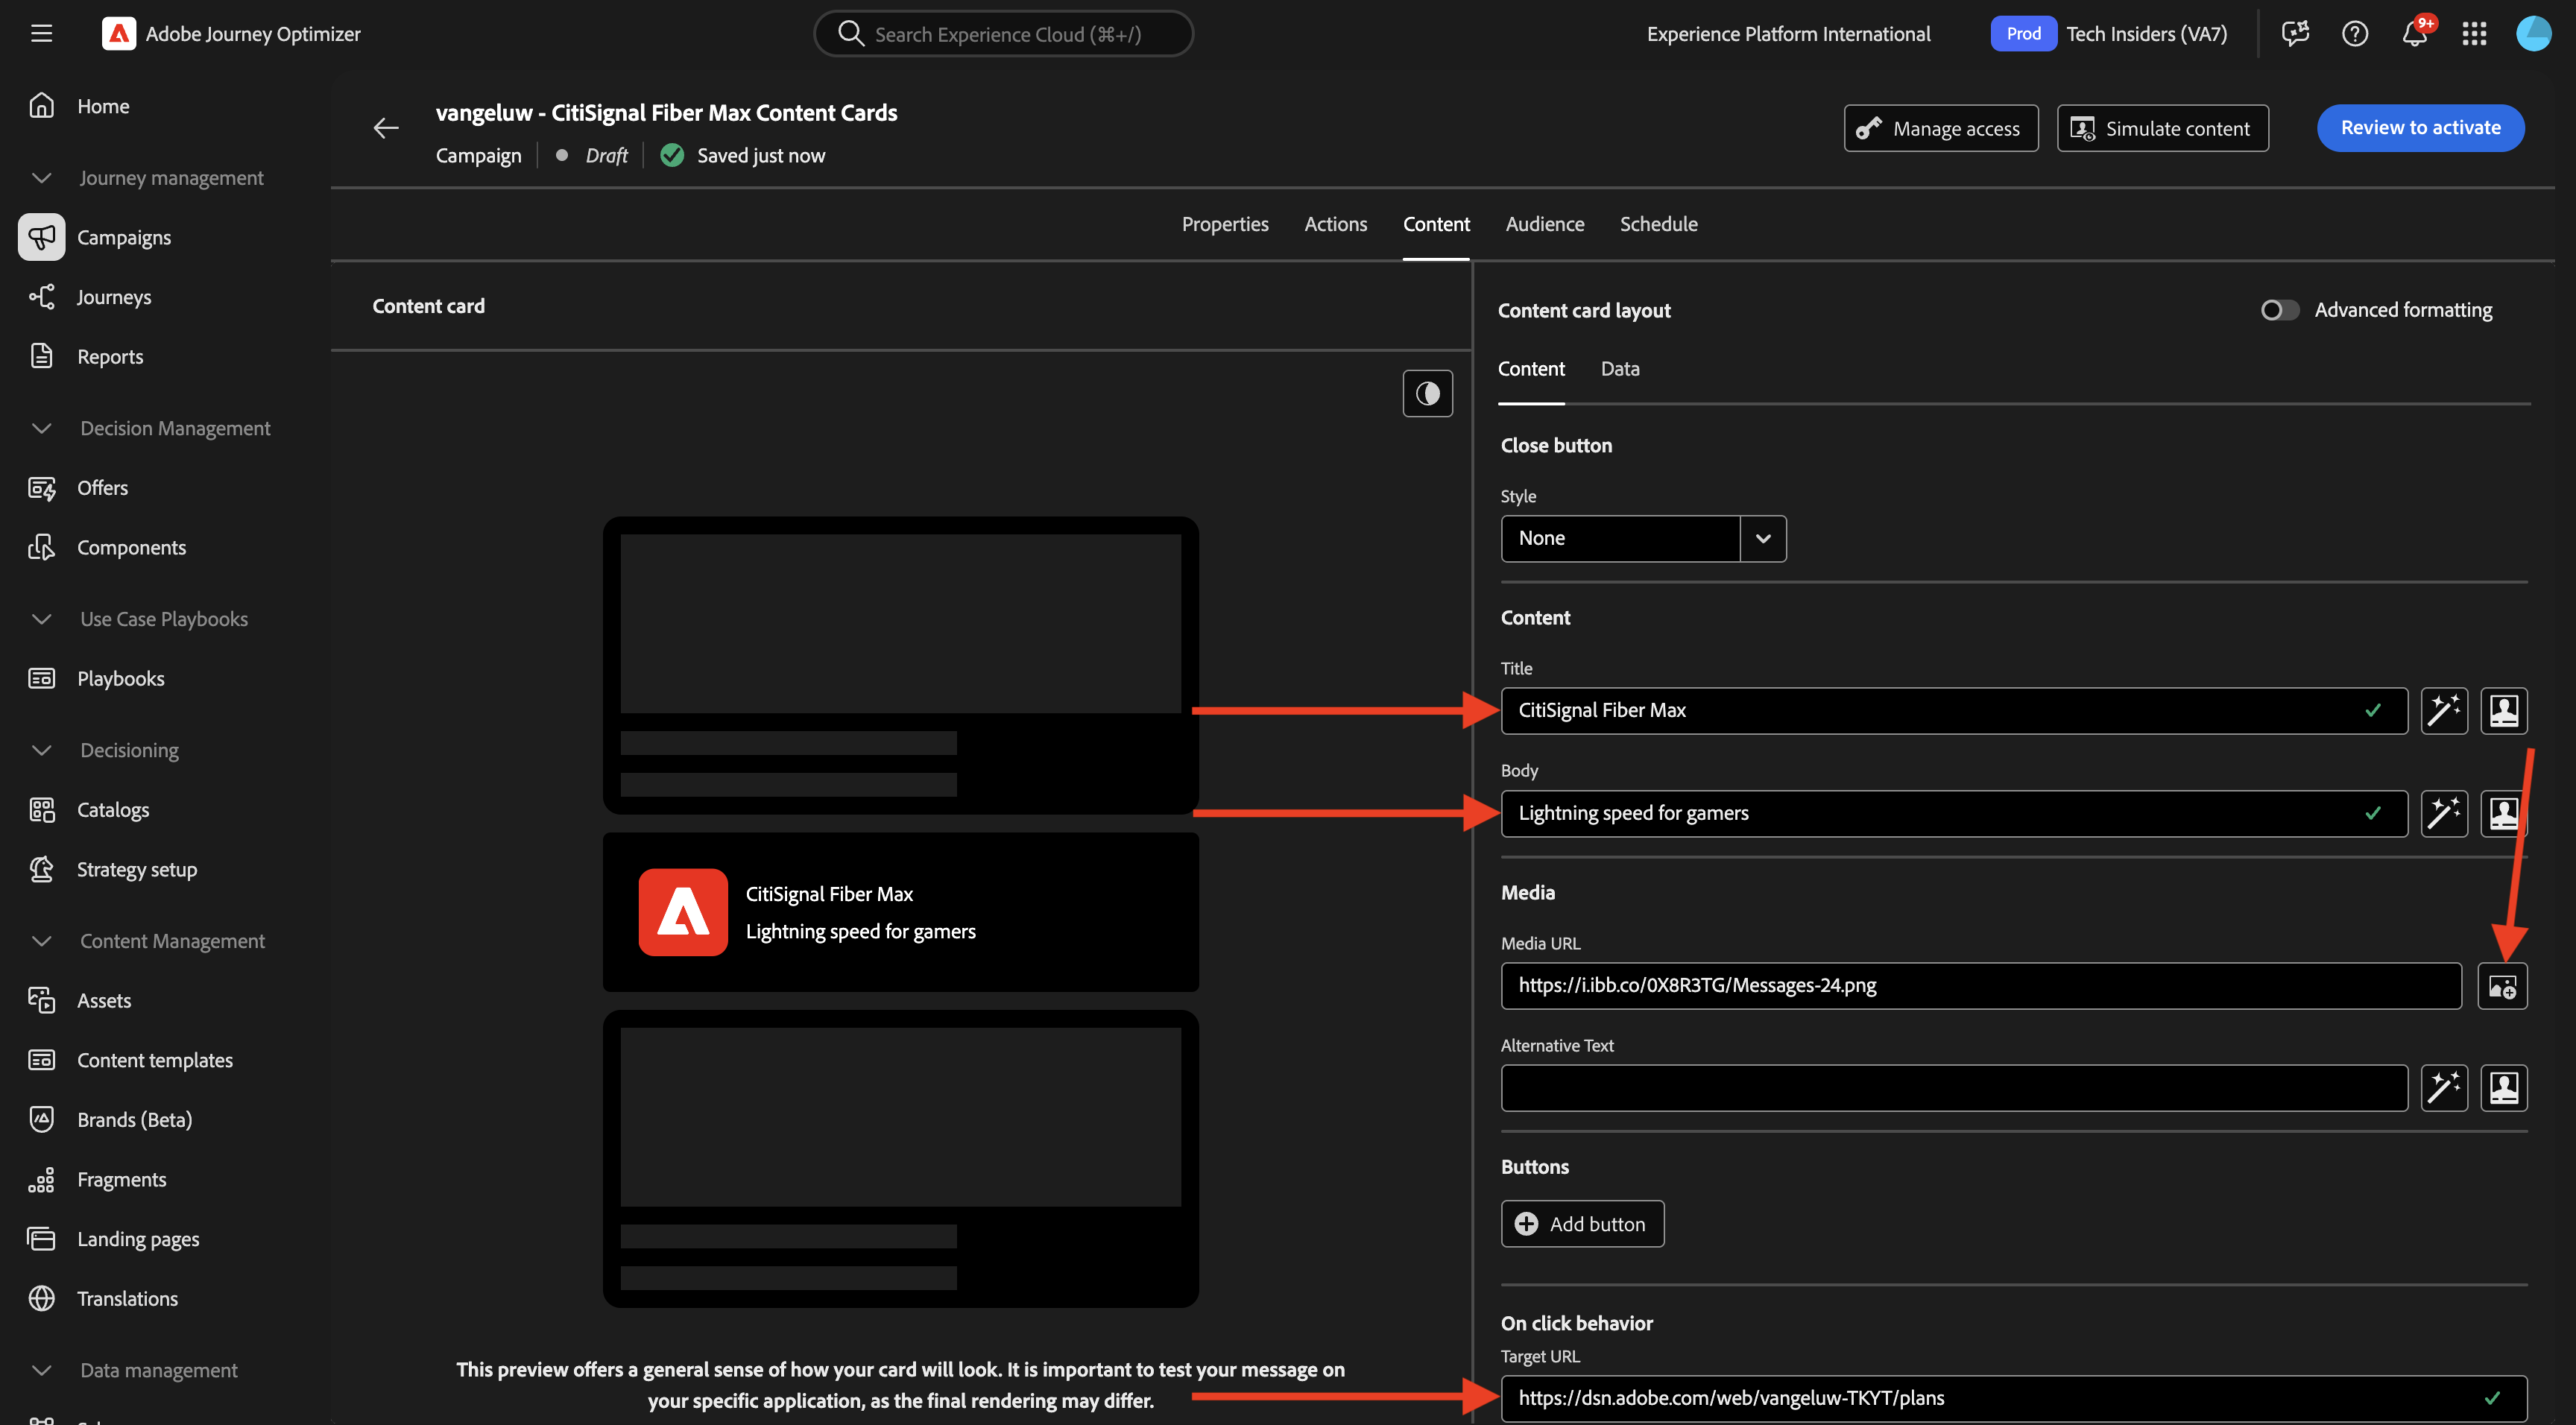 Adobe Journey Optimizer
Search Experience Cloud (⌘+/)
Experience Platform International
Prod
Tech Insiders (VA7)
9+
Home
Journey management
Campaigns
Journeys
Reports
Decision Management
Offers
Components
Use Case Playbooks
Playbooks
Decisioning
Catalogs
Strategy setup
Content Management
Assets
Content templates
Brands (Beta)
Fragments
Landing pages
Translations
Data management
vangeluw - CitiSignal Fiber Max Content Cards
Campaign
Draft
Saved just now
Manage access
Simulate content
Review to activate
Properties
Actions
Content
Audience
Schedule
Content card
CitiSignal Fiber Max
Lightning speed for gamers
This preview offers a general sense of how your card will look. It is important to test your message on
your specific application, as the final rendering may differ.
Content card layout
Advanced formatting
Content
Data
Close button
Style
None
Content
Title
CitiSignal Fiber Max
Body
Lightning speed for gamers
Media
Media URL
https://i.ibb.co/0X8R3TG/Messages-24.png
Alternative Text
Buttons
Add button
On click behavior
Target URL
https://dsn.adobe.com/web/vangeluw-TKYT/plans